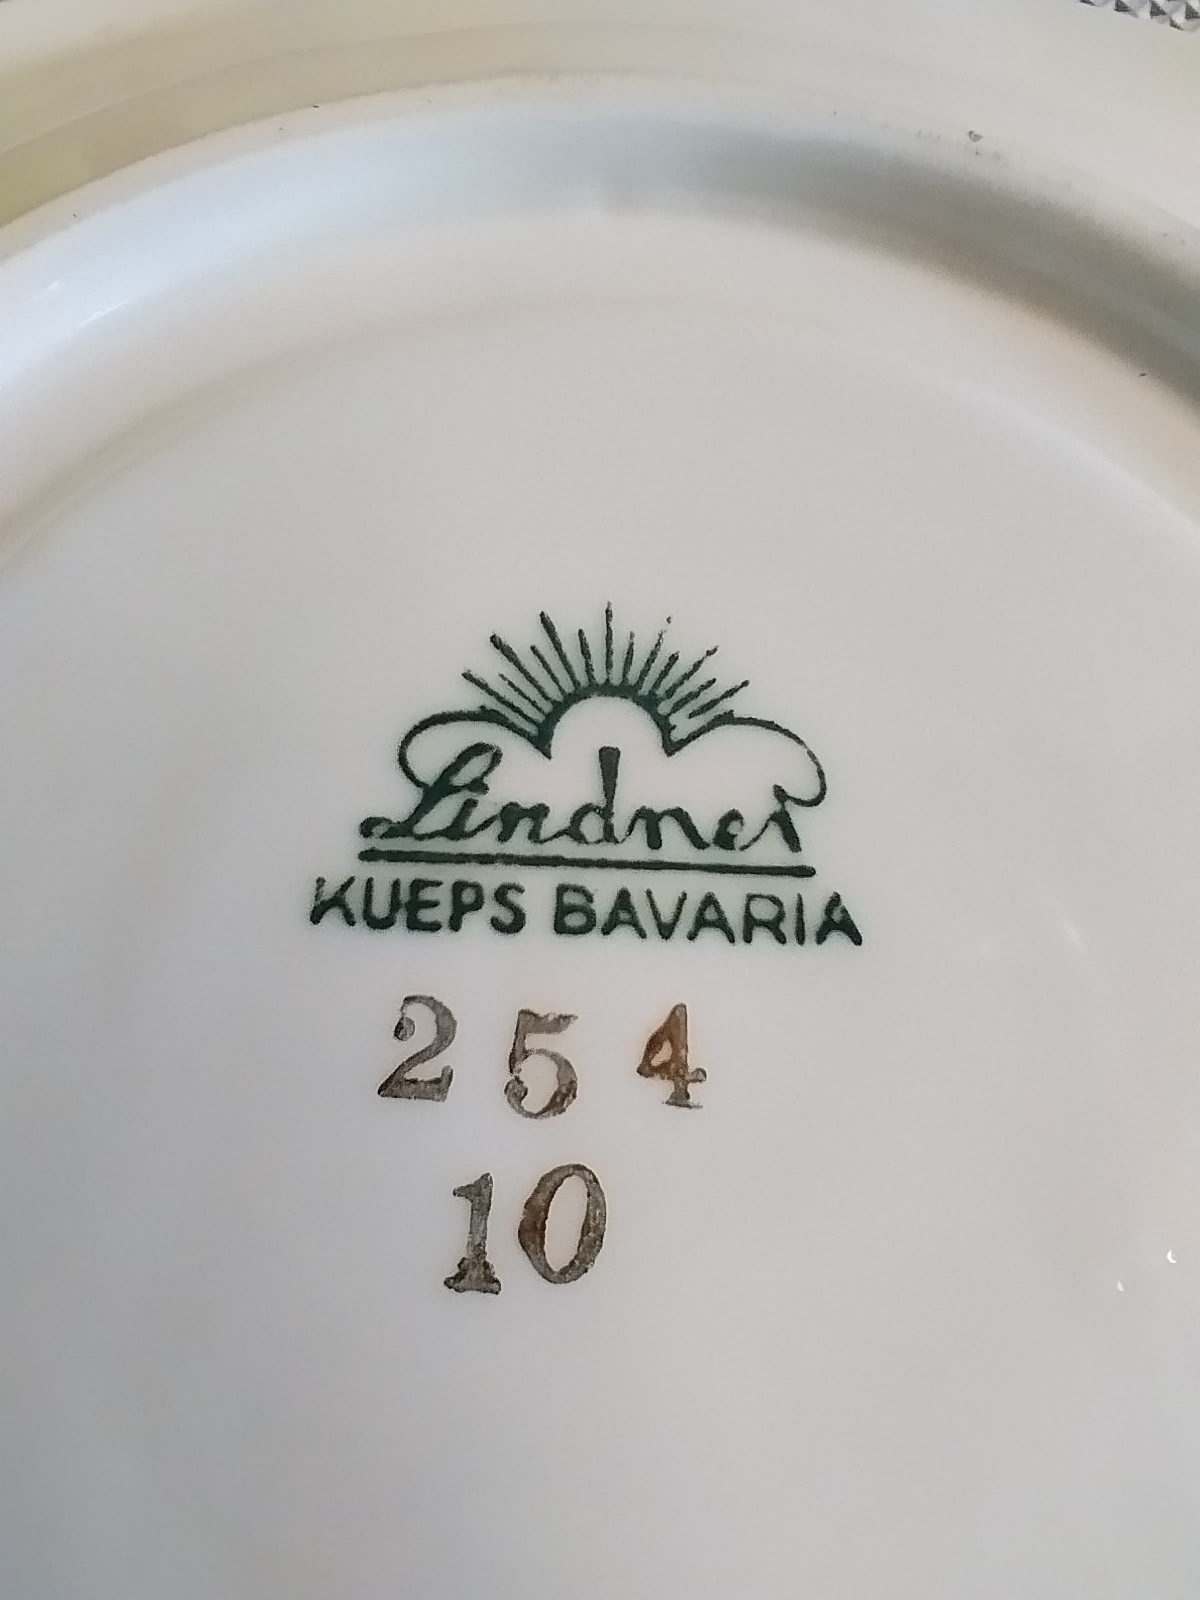 Lindner
KUEPS BAVARIA
254
10